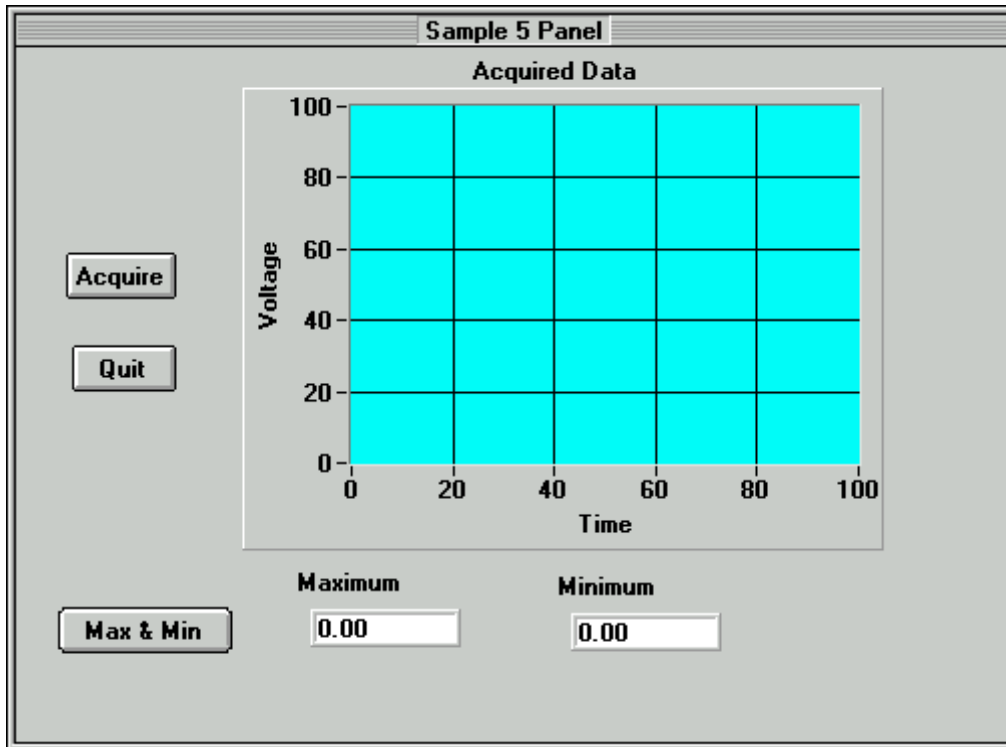 Sample 5 Panel
Acquired Data
100
80
60
40
20
0
Voltage
0 20 40 60 80 100
Time
Acquire
Quit
Maximum
Minimum
Max & Min
0.00
0.00